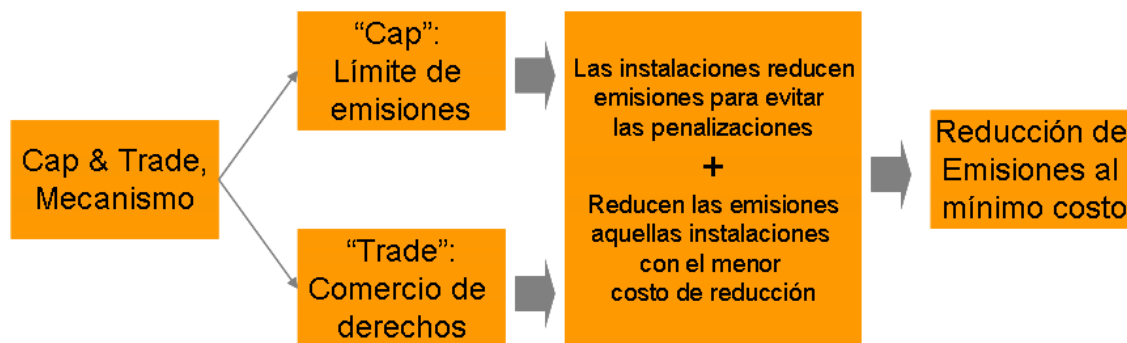 Cap & Trade,
Mecanismo
“Cap”:
Límite de
emisiones
“Trade”:
Comercio de
derechos
Las instalaciones reducen
emisiones para evitar
las penalizaciones
+
Reducen las emisiones
aquellas instalaciones
con el menor
costo de reducción
Reducción de
Emisiones al
mínimo costo